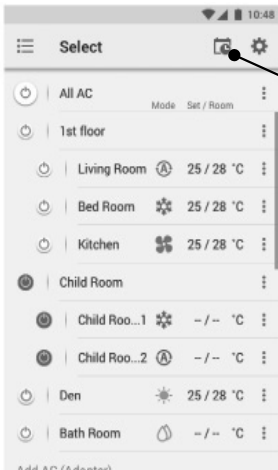 10:48
Select
All AC
Mode Set / Room
1st floor
Living Room A 25 / 28 °C
Bed Room 25 / 28 °C
Kitchen 25 / 28 °C
Child Room
Child Roo...1 -- / -- °C
Child Roo...2 A -- / -- °C
Den 25 / 28 °C
Bath Room -- / -- °C
Add AC (Adapter)